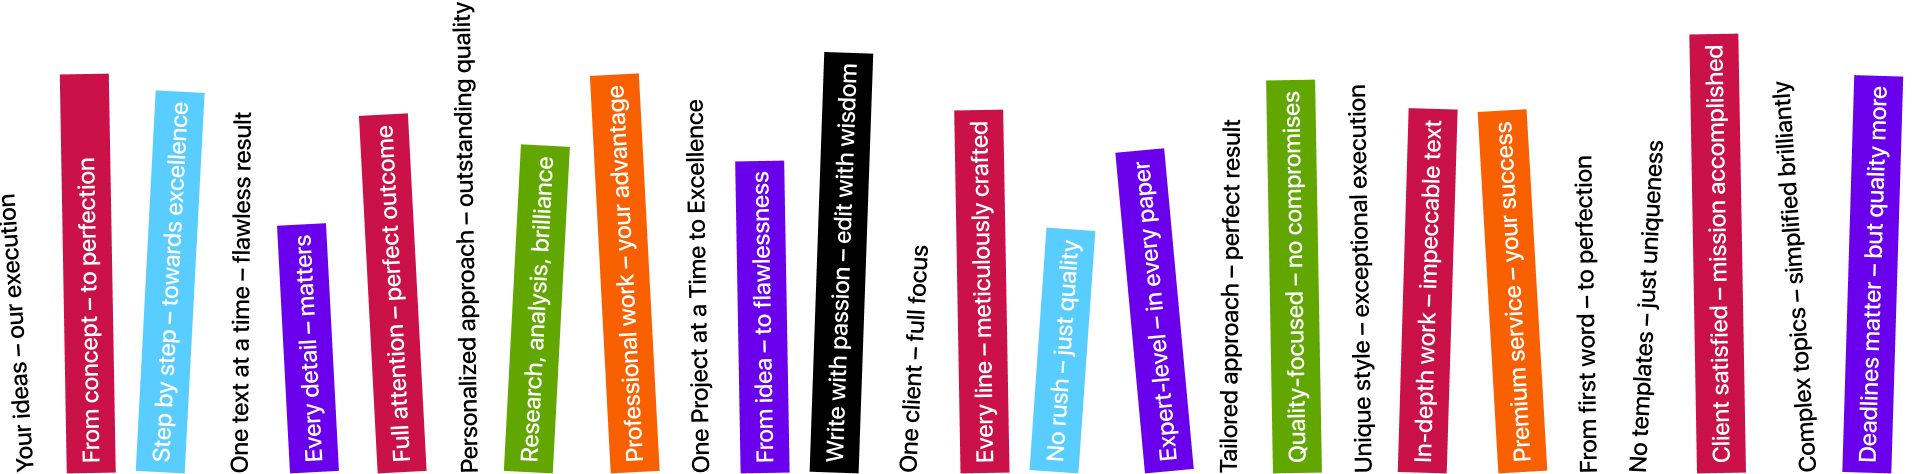 Your ideas – our execution
From concept – to perfection
Step by step – towards excellence
One text at a time – flawless result
Every detail – matters
Full attention – perfect outcome
Personalized approach – outstanding quality
Research, analysis, brilliance
Professional work – your advantage
One Project at a Time to Excellence
From idea – to flawlessness
Write with passion – edit with wisdom
One client – full focus
Every line – meticulously crafted
No rush – just quality
Expert-level – in every paper
Tailored approach – perfect result
Quality-focused – no compromises
Unique style – exceptional execution
In-depth work – impeccable text
Premium service – your success
From first word – to perfection
No templates – just uniqueness
Client satisfied – mission accomplished
Complex topics – simplified brilliantly
Deadlines matter – but quality more